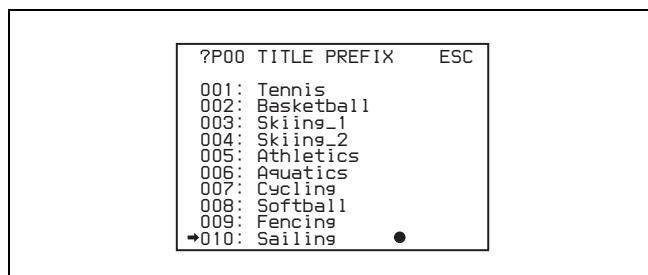 ?P00 TITLE PREFIX ESC
001: Tennis
002: Basketball
003: Skiing_1
004: Skiing_2
005: Athletics
006: Aquatics
007: Cycling
008: Softball
009: Fencing
➡010: Sailing ●